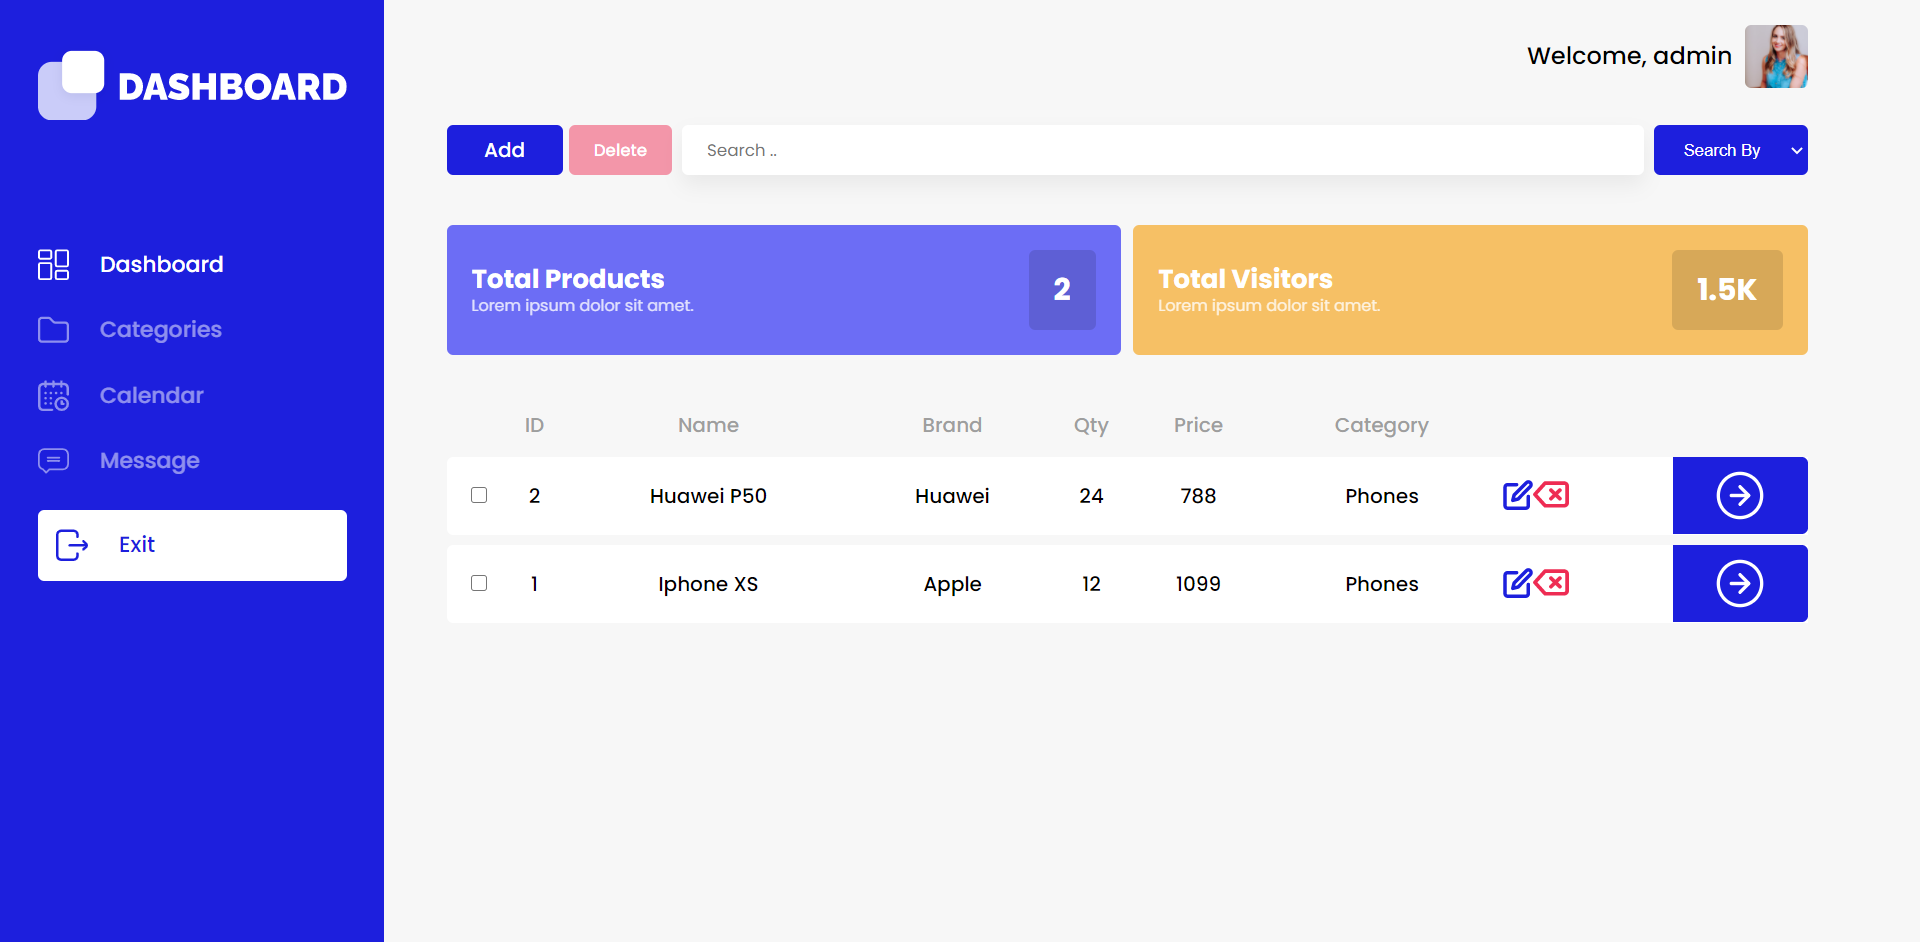 DASHBOARD
Welcome, admin
Add Delete Search .. Search By
Dashboard
Categories
Calendar
Message
Exit
Total Products
Lorem ipsum dolor sit amet.
2
Total Visitors
Lorem ipsum dolor sit amet.
1.5K
ID Name Brand Qty Price Category
2 Huawei P50 Huawei 24 788 Phones
1 Iphone XS Apple 12 1099 Phones